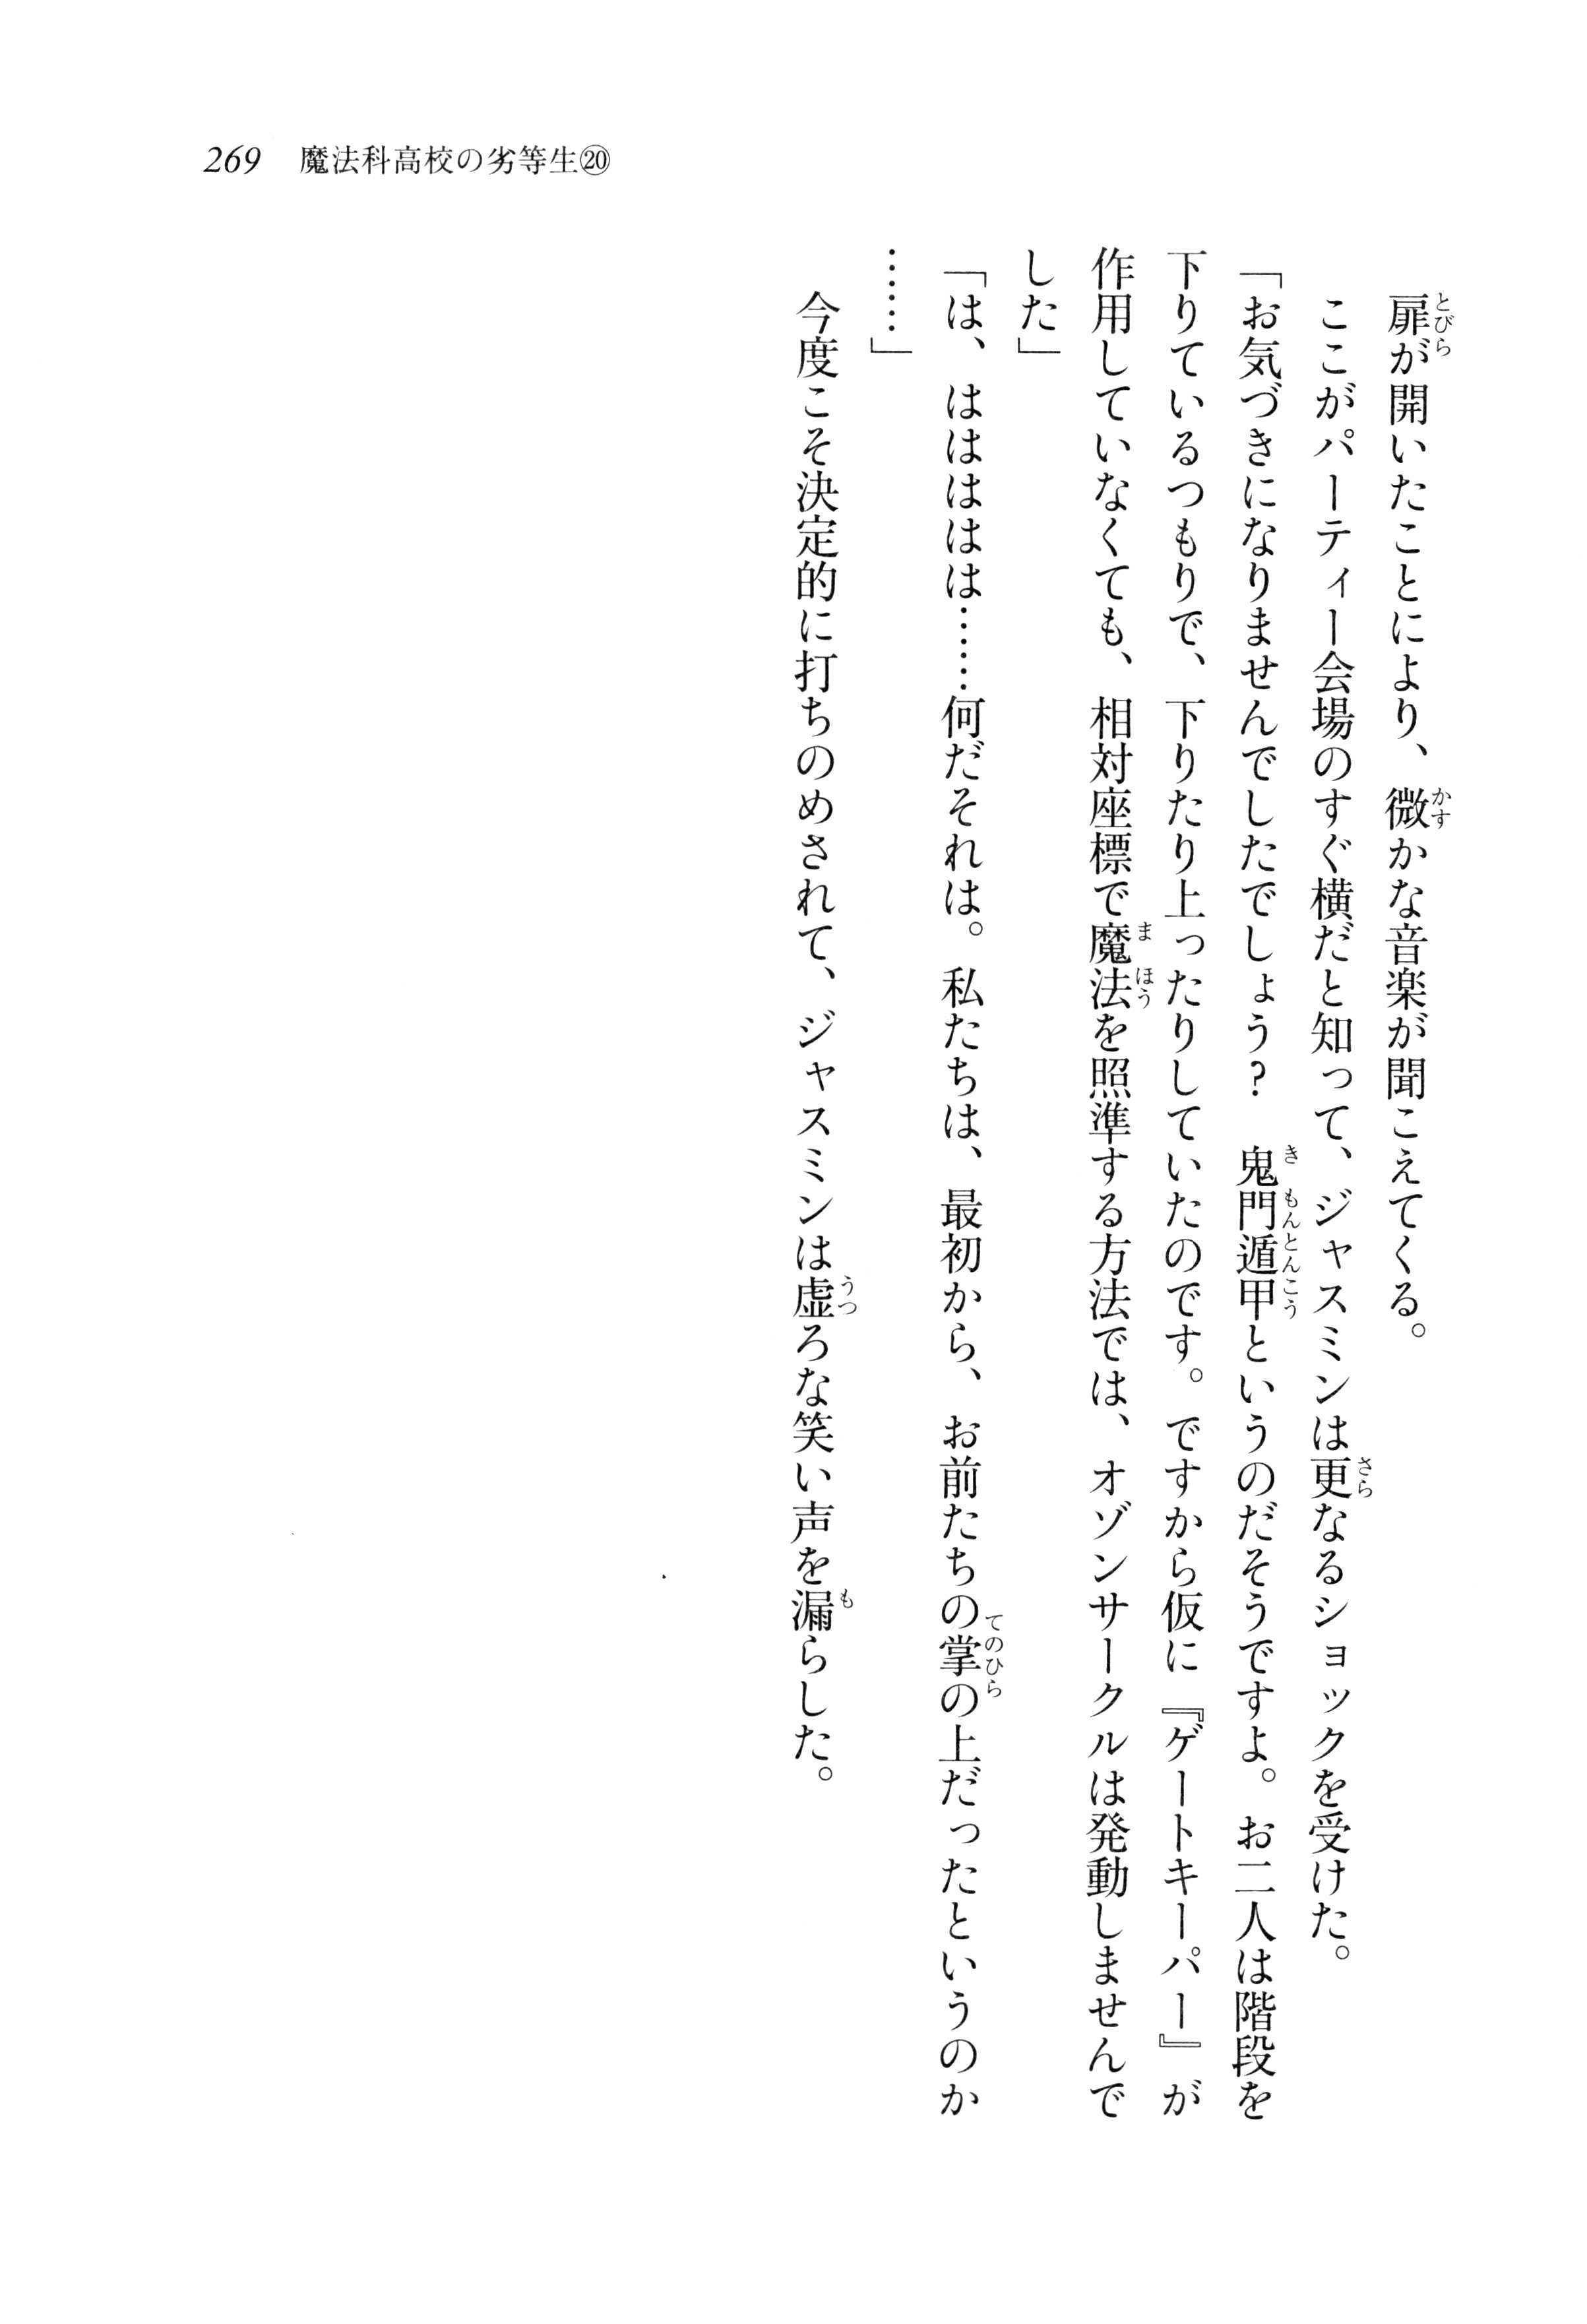 269 魔法科高校の劣等生⑳
扉が開いたことにより、微かな音楽が聞こえてくる。
ここがパーティー会場のすぐ横だと知って、ジャスミンは更なるショックを受けた。
「お気づきになりませんでしたでしょう? 鬼門遁甲というのだそうですよ。お二人は階段を
下りているつもりで、下りたり上ったりしていたのです。ですから仮に『ゲートキーパー』が
作用していなくても、相対座標で魔法を照準する方法では、オゾンサークルは発動しませんで
した」
「は、ははははは……何だそれは。私たちは、最初から、お前たちの掌の上だったというのか
……」
今度こそ決定的に打ちのめされて、ジャスミンは虚ろな笑い声を漏らした。